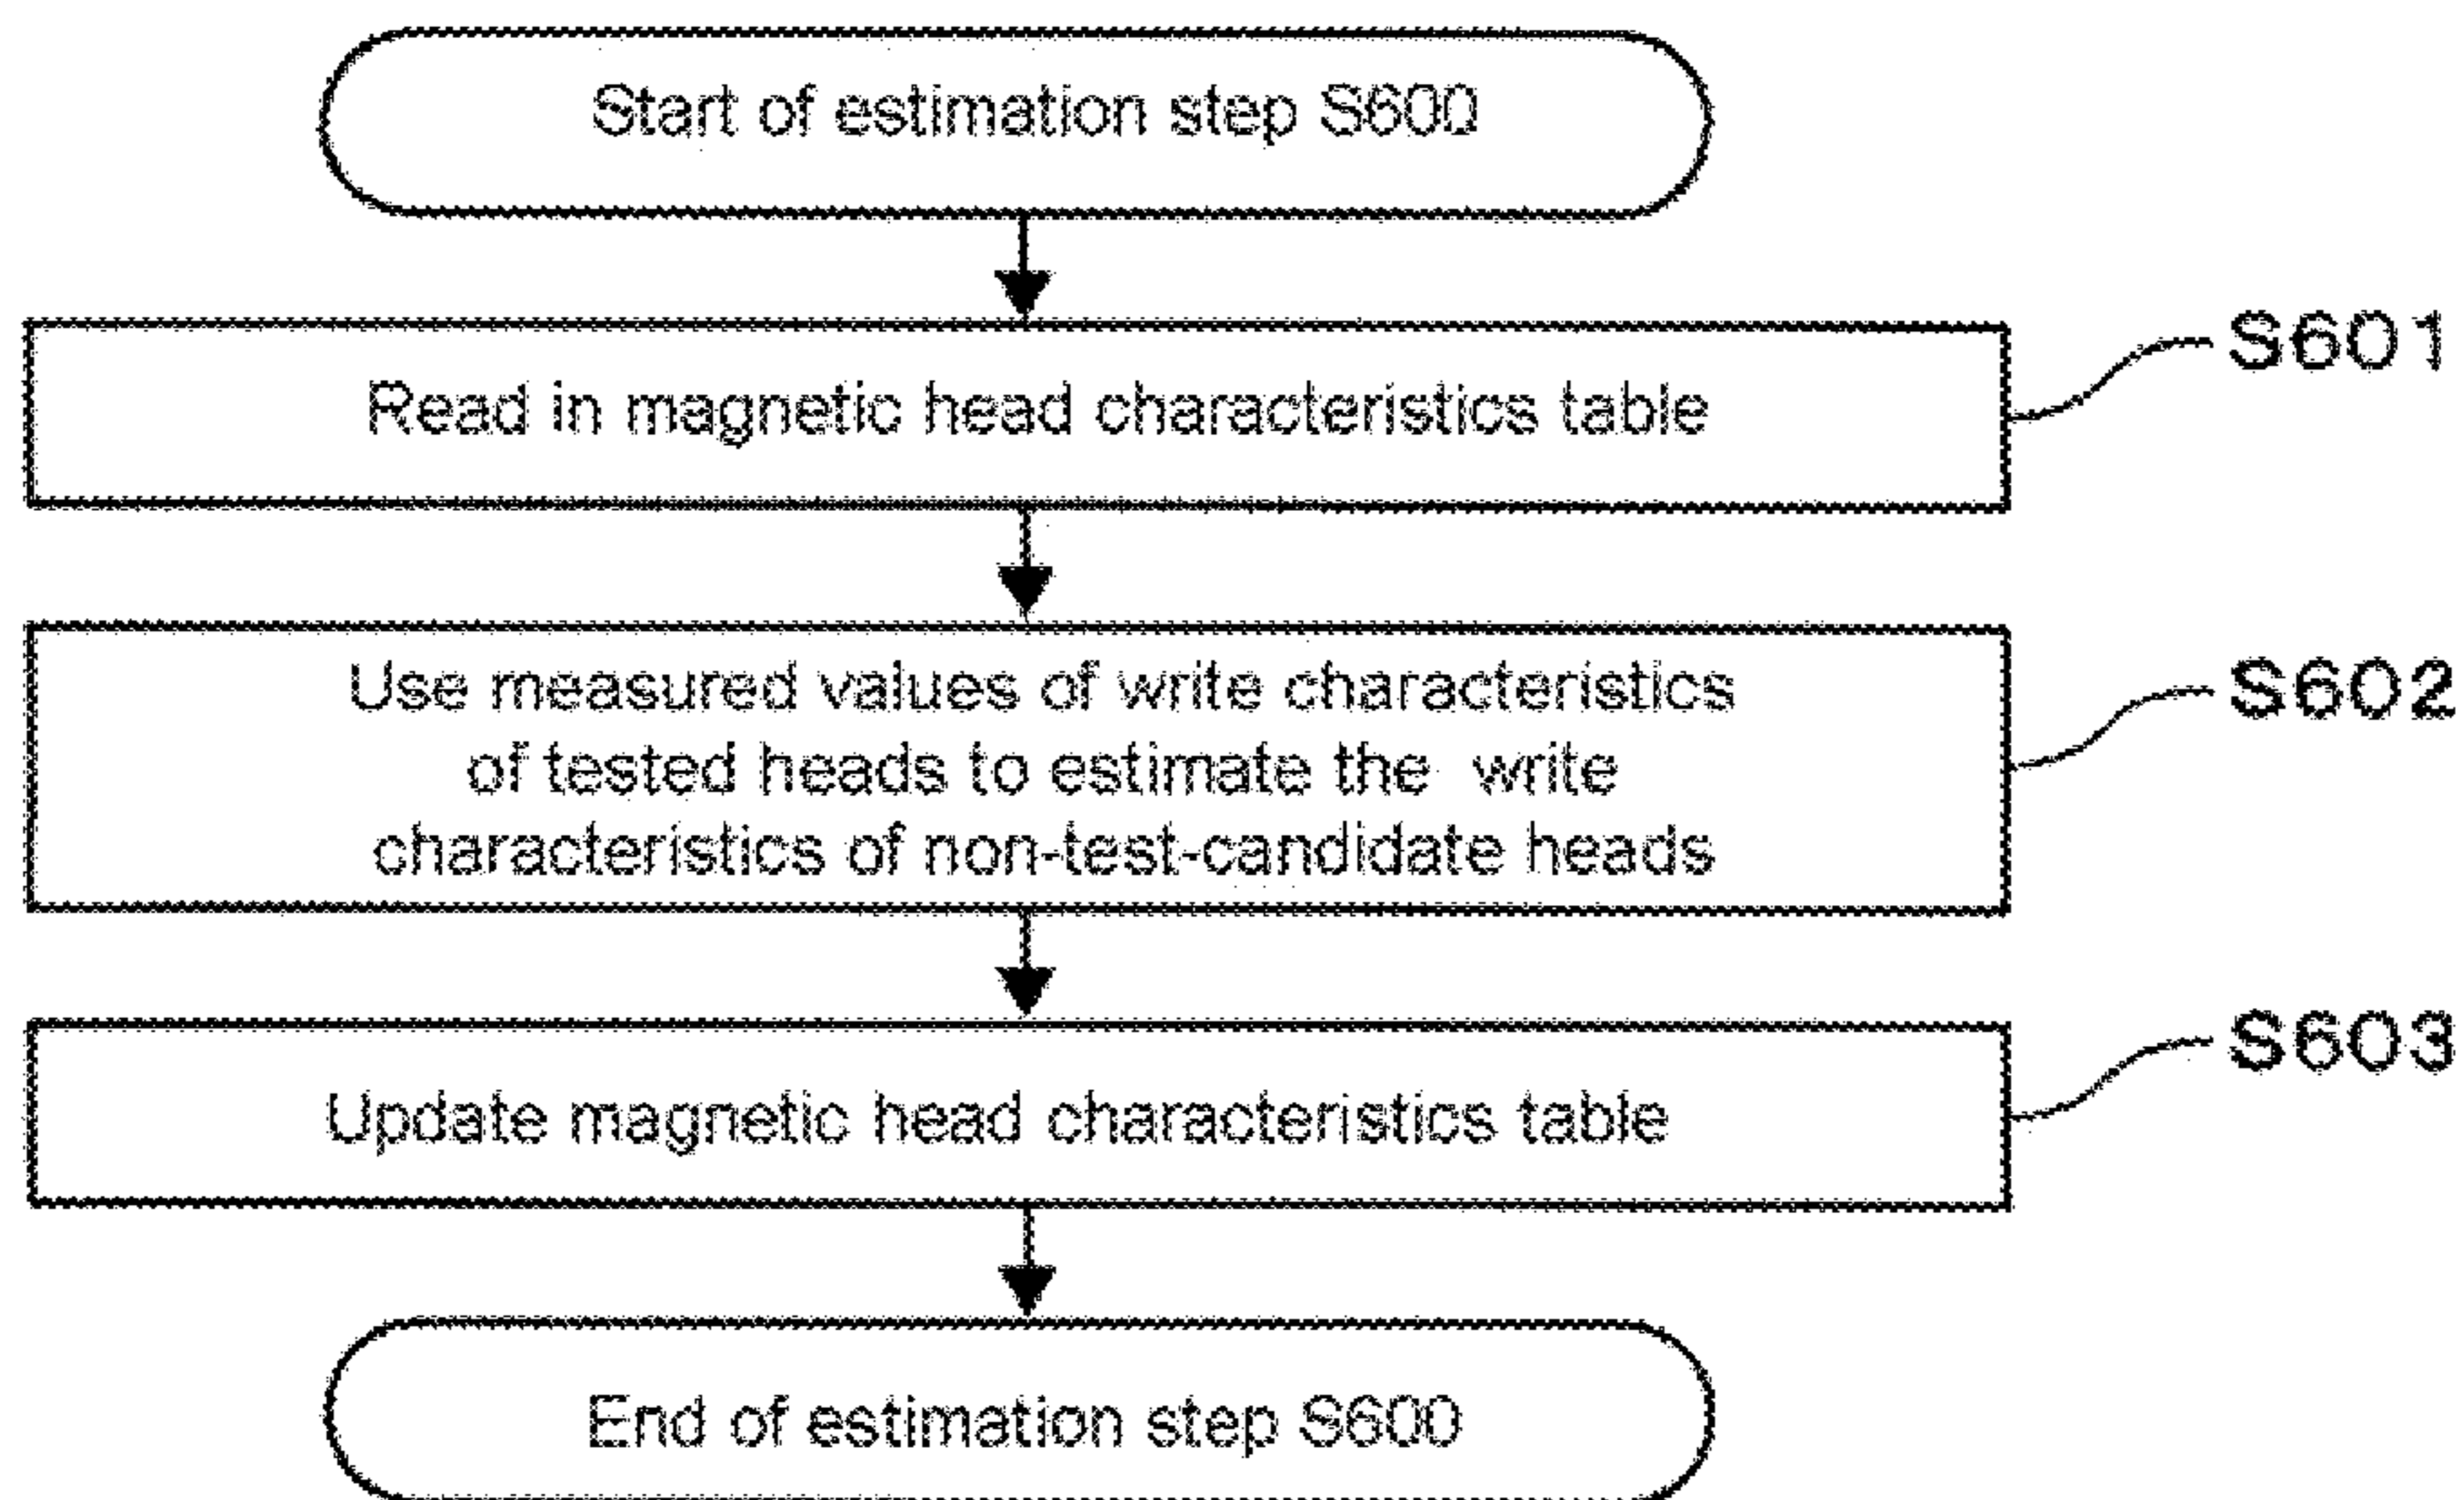 Start of estimation step S600
Read in magnetic head characteristics table
S601
Use measured values of write characteristics
of tested heads to estimate the write
characteristics of non-test-candidate heads
S602
Update magnetic head characteristics table
S603
End of estimation step S600